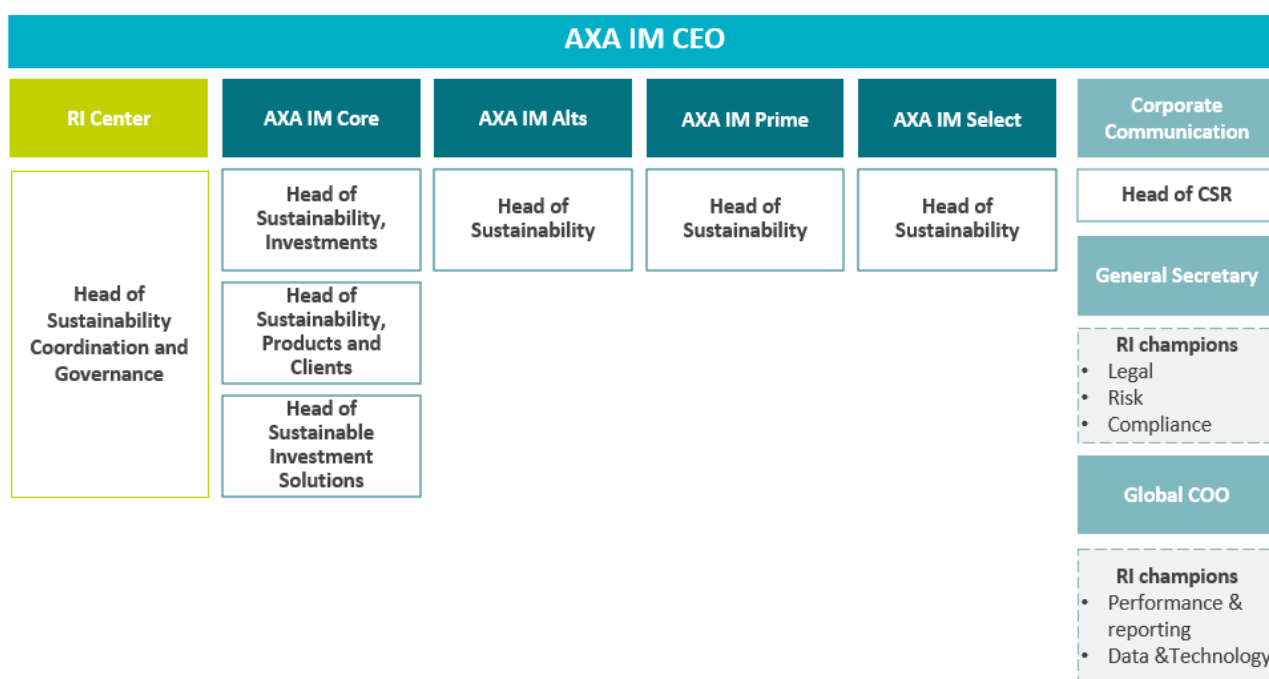 AXA IM CEO
RI Center
Head of
Sustainability
Coordination and
Governance
AXA IM Core
Head of
Sustainability,
Investments
Head of
Sustainability,
Products and
Clients
Head of
Sustainable
Investment
Solutions
AXA IM Alts
Head of
Sustainability
AXA IM Prime
Head of
Sustainability
AXA IM Select
Head of
Sustainability
Corporate
Communication
Head of CSR
General Secretary
RI champions
• Legal
• Risk
• Compliance
Global COO
RI champions
• Performance &
reporting
• Data &Technology